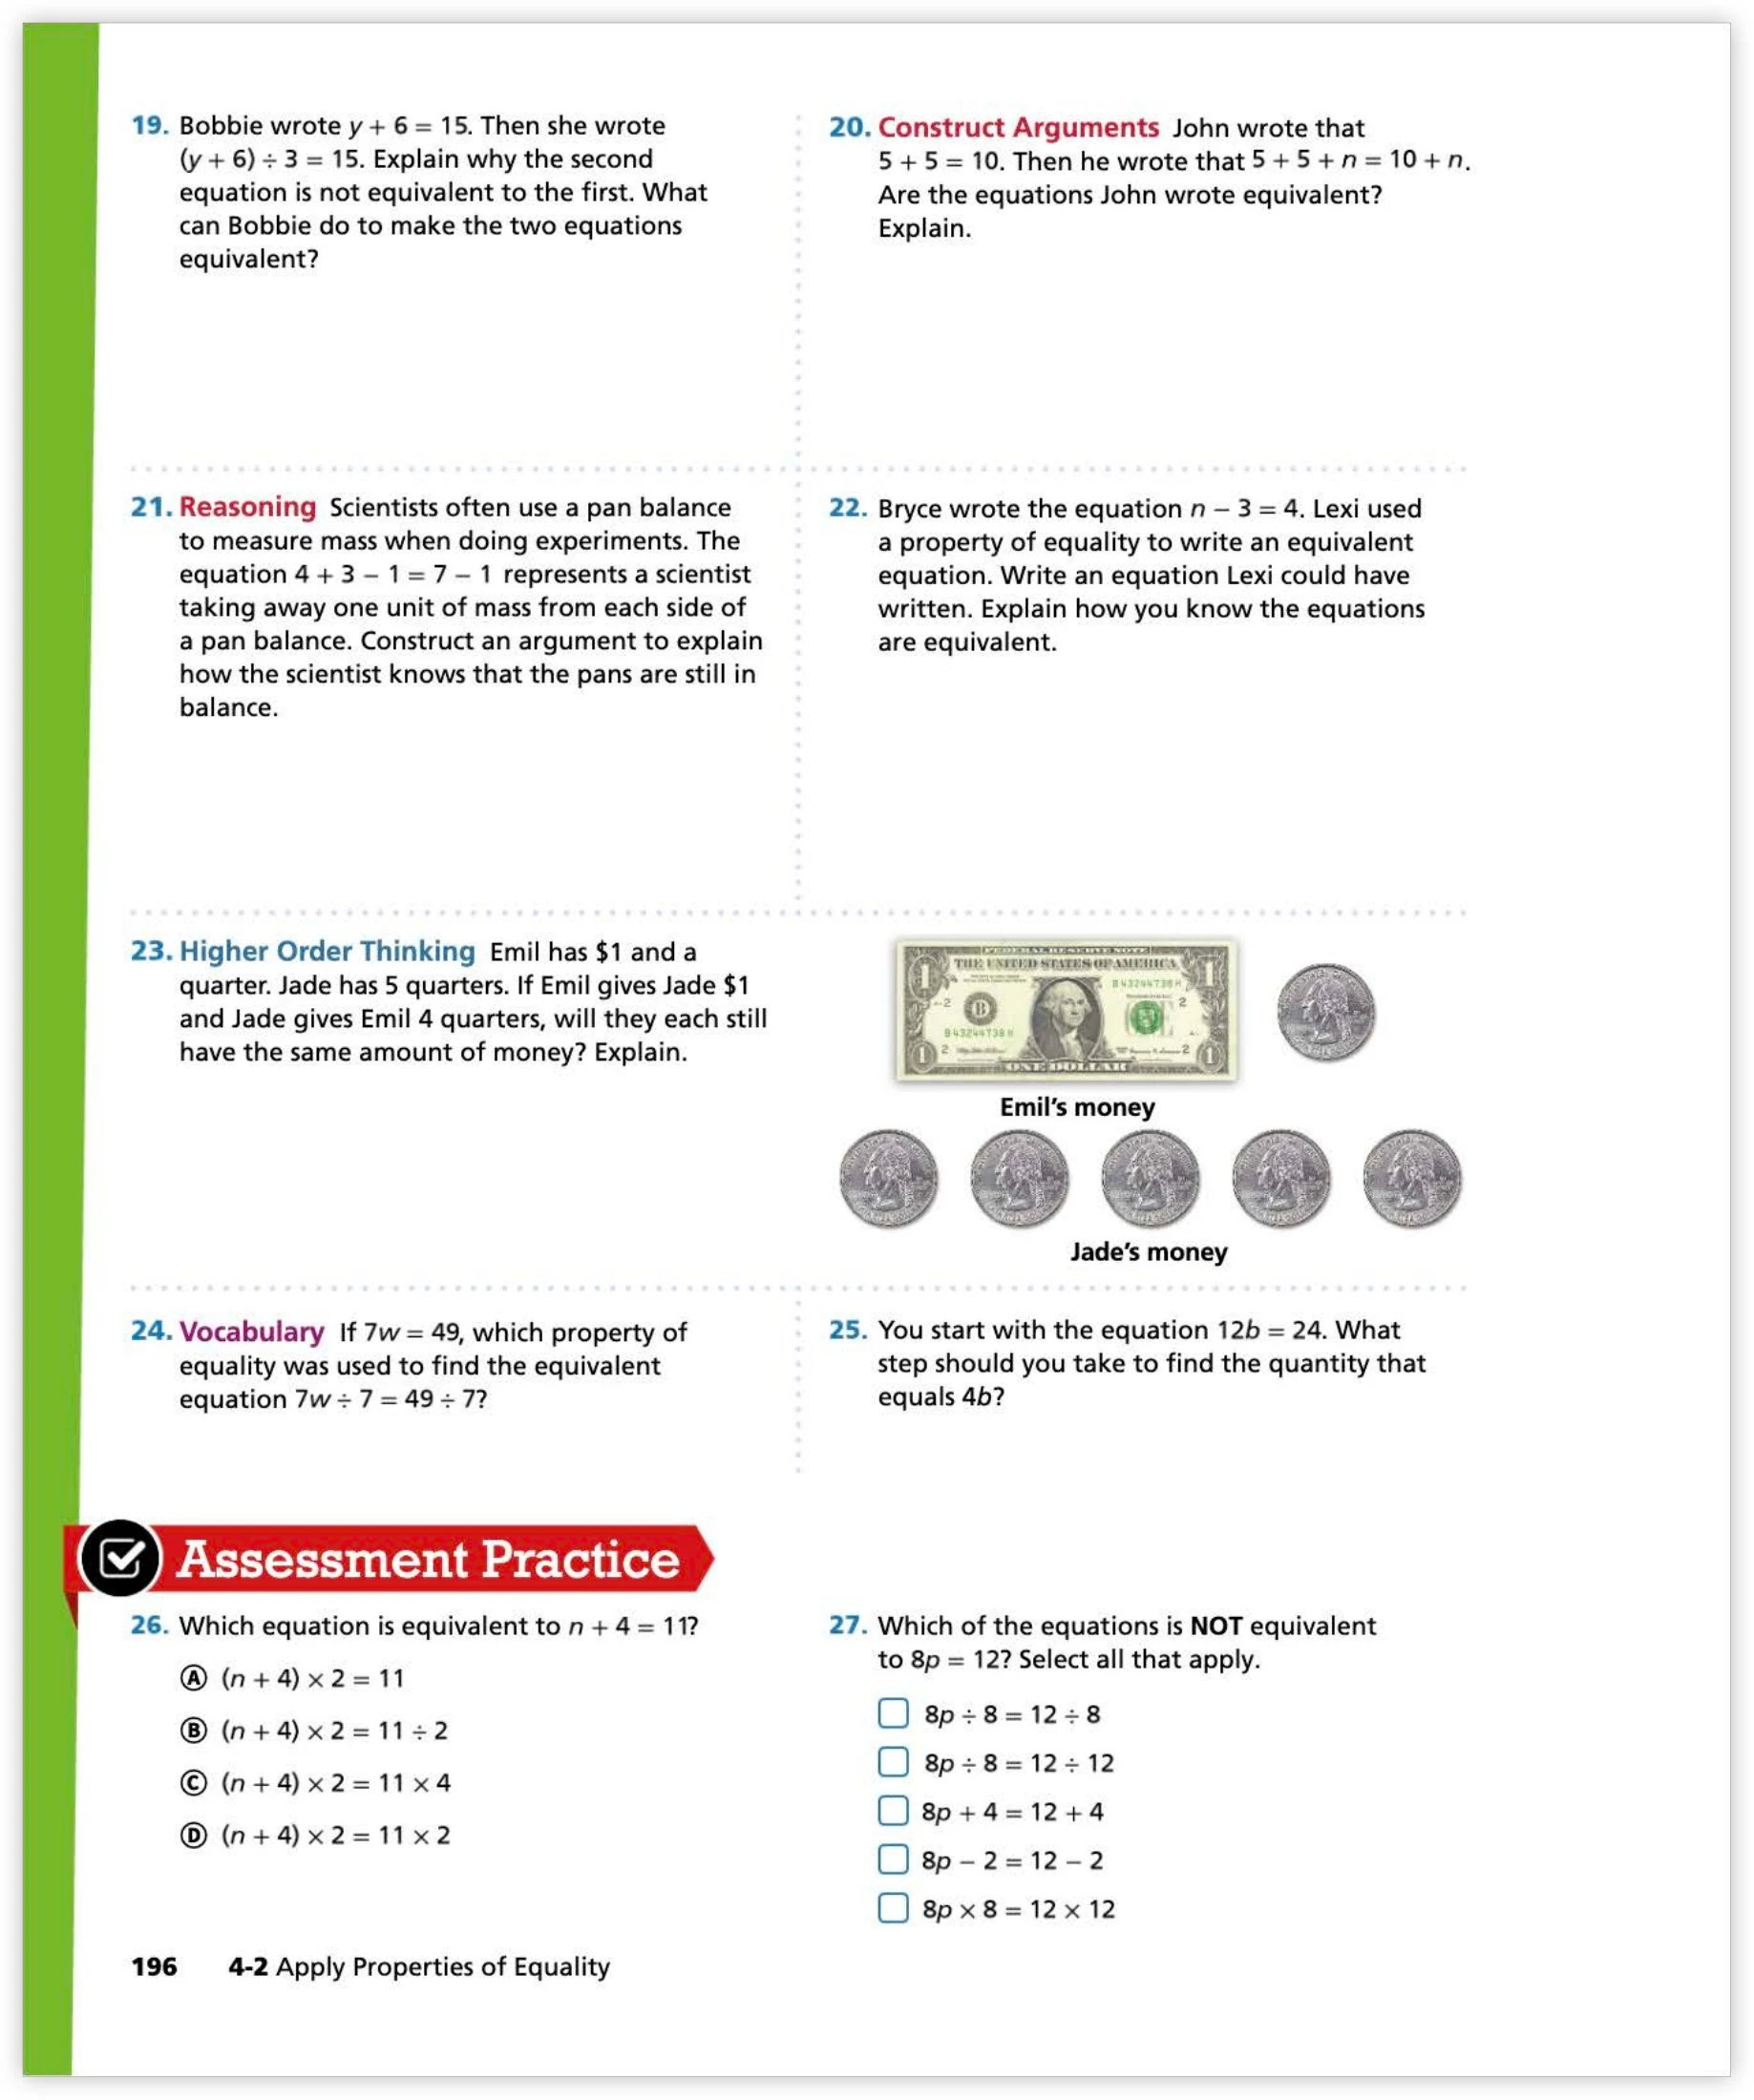 19. Bobbie wrote y + 6 = 15. Then she wrote
(y + 6) ÷ 3 = 15. Explain why the second
equation is not equivalent to the first. What
can Bobbie do to make the two equations
equivalent?
20. Construct Arguments John wrote that
5 + 5 = 10. Then he wrote that 5 + 5 + n = 10 + n.
Are the equations John wrote equivalent?
Explain.
21. Reasoning Scientists often use a pan balance
to measure mass when doing experiments. The
equation 4 + 3 − 1 = 7 − 1 represents a scientist
taking away one unit of mass from each side of
a pan balance. Construct an argument to explain
how the scientist knows that the pans are still in
balance.
22. Bryce wrote the equation n − 3 = 4. Lexi used
a property of equality to write an equivalent
equation. Write an equation Lexi could have
written. Explain how you know the equations
are equivalent.
23. Higher Order Thinking Emil has $1 and a
quarter. Jade has 5 quarters. If Emil gives Jade $1
and Jade gives Emil 4 quarters, will they each still
have the same amount of money? Explain.
FEDERAL RESERVE NOTE
THE UNITED STATES OF AMERICA
B 43244738 H
B
B 43244738 H
ONE DOLLAR
Emil's money
Jade's money
24. Vocabulary If 7w = 49, which property of
equality was used to find the equivalent
equation 7w ÷ 7 = 49 ÷ 7?
25. You start with the equation 12b = 24. What
step should you take to find the quantity that
equals 4b?
Assessment Practice
26. Which equation is equivalent to n + 4 = 11?
Ⓐ (n + 4) × 2 = 11
Ⓑ (n + 4) × 2 = 11 ÷ 2
Ⓒ (n + 4) × 2 = 11 × 4
Ⓓ (n + 4) × 2 = 11 × 2
27. Which of the equations is NOT equivalent
to 8p = 12? Select all that apply.
8p ÷ 8 = 12 ÷ 8
8p ÷ 8 = 12 ÷ 12
8p + 4 = 12 + 4
8p − 2 = 12 − 2
8p × 8 = 12 × 12
196 4-2 Apply Properties of Equality